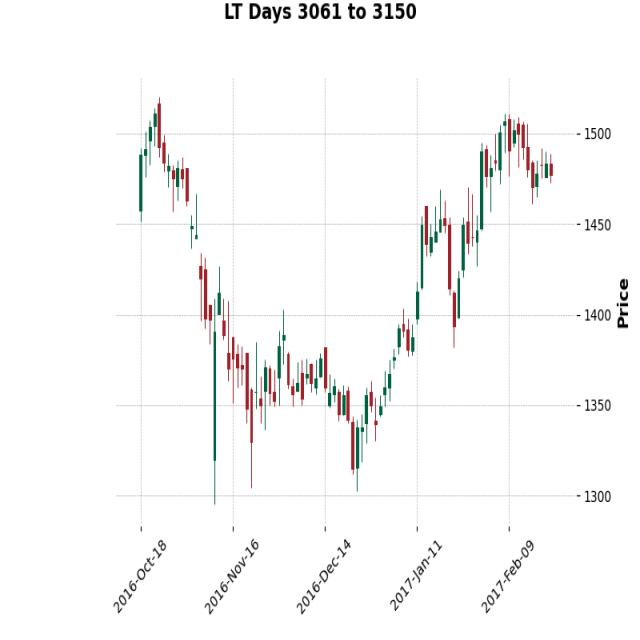 LT Days 3061 to 3150
1500
1450
1400
1350
1300
Price
2016-Oct-18
2016-Nov-16
2016-Dec-14
2017-Jan-11
2017-Feb-09